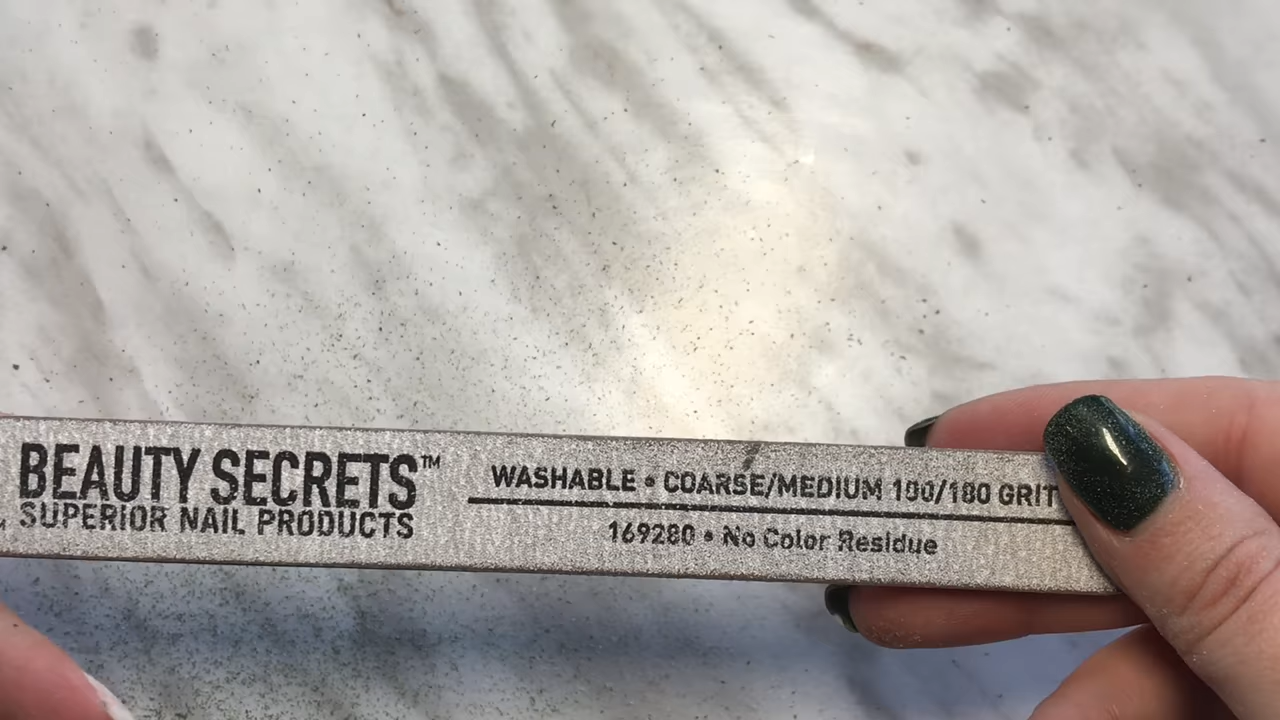 BEAUTY SECRETS™
SUPERIOR NAIL PRODUCTS
WASHABLE • COARSE/MEDIUM 100/180 GRIT
169280 • No Color Residue